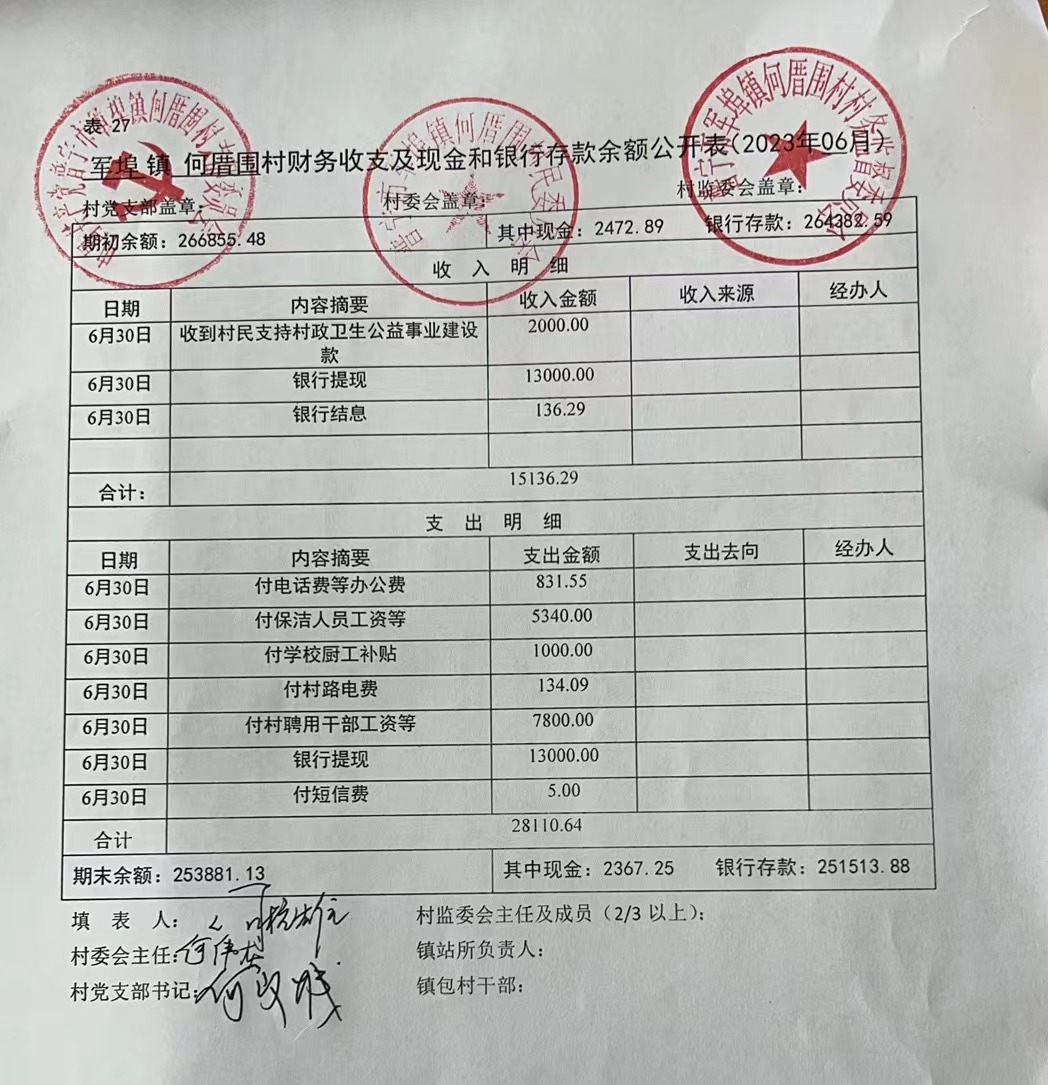 表 27
军埠镇 何厝围村财务收支及现金和银行存款余额公开表(2023年06月)
村党支部盖章： 村委会盖章： 村监委会盖章：
期初余额：266855.48 其中现金：2472.89 银行存款：264382.59
收 入 明 细
日期 内容摘要 收入金额 收入来源 经办人
6月30日 收到村民支持村政卫生公益事业建设款 2000.00
6月30日 银行提现 13000.00
6月30日 银行结息 136.29
合计： 15136.29
支 出 明 细
日期 内容摘要 支出金额 支出去向 经办人
6月30日 付电话费等办公费 831.55
6月30日 付保洁人员工资等 5340.00
6月30日 付学校厨工补贴 1000.00
6月30日 付村路电费 134.09
6月30日 付村聘用干部工资等 7800.00
6月30日 银行提现 13000.00
6月30日 付短信费 5.00
合计 28110.64
期末余额：253881.13 其中现金：2367.25 银行存款：251513.88
填 表 人： 村监委会主任及成员（2/3 以上）：
村委会主任：何伟 镇站所负责人：
村党支部书记：何 镇包村干部：